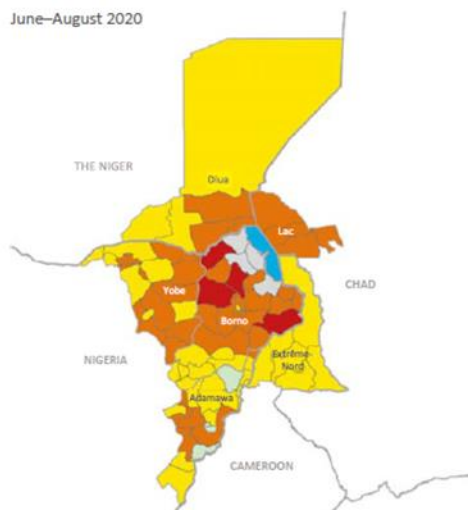 June–August 2020
THE NIGER
Diffa
Lac
CHAD
Yobe
Borno
NIGERIA
Extrême-
Nord
Adamawa
CAMEROON